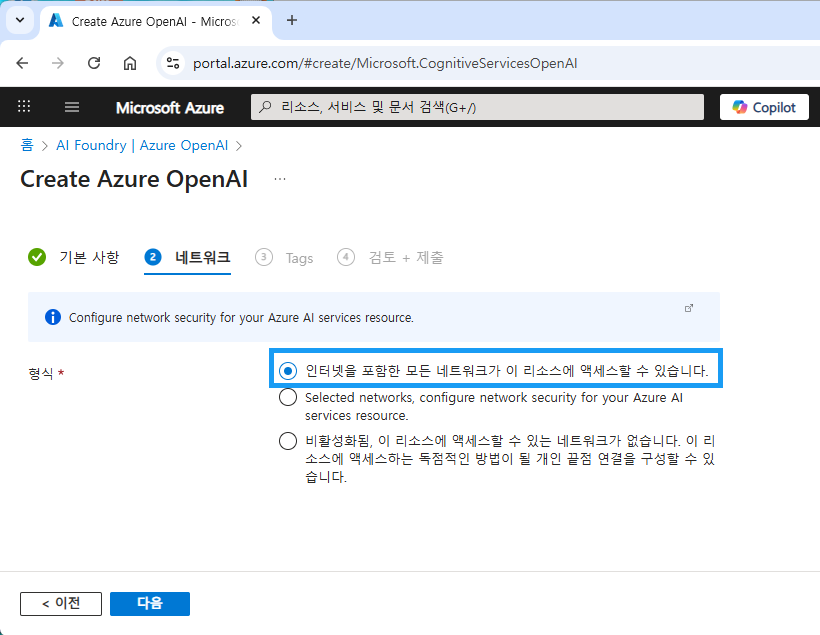 Create Azure OpenAI - Micros
portal.azure.com/#create/Microsoft.CognitiveServicesOpenAI
Microsoft Azure
리소스, 서비스 및 문서 검색(G+/)
Copilot
홈 > AI Foundry | Azure OpenAI >
Create Azure OpenAI ...
기본 사항
2 네트워크
3 Tags
4 검토 + 제출
Configure network security for your Azure AI services resource.
형식 *
인터넷을 포함한 모든 네트워크가 이 리소스에 액세스할 수 있습니다.
Selected networks, configure network security for your Azure AI
services resource.
비활성화됨, 이 리소스에 액세스할 수 있는 네트워크가 없습니다. 이 리
소스에 액세스하는 독점적인 방법이 될 개인 끝점 연결을 구성할 수 있
습니다.
< 이전
다음